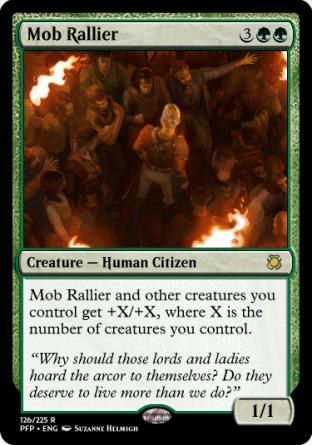 Mob Rallier 3
Creature — Human Citizen
Mob Rallier and other creatures you
control get +X/+X, where X is the
number of creatures you control.
“Why should those lords and ladies
hoard the arcor to themselves? Do they
deserve to live more than we do?”
1/1
126/225 R
PFP • ENG Suzanne Helmigh